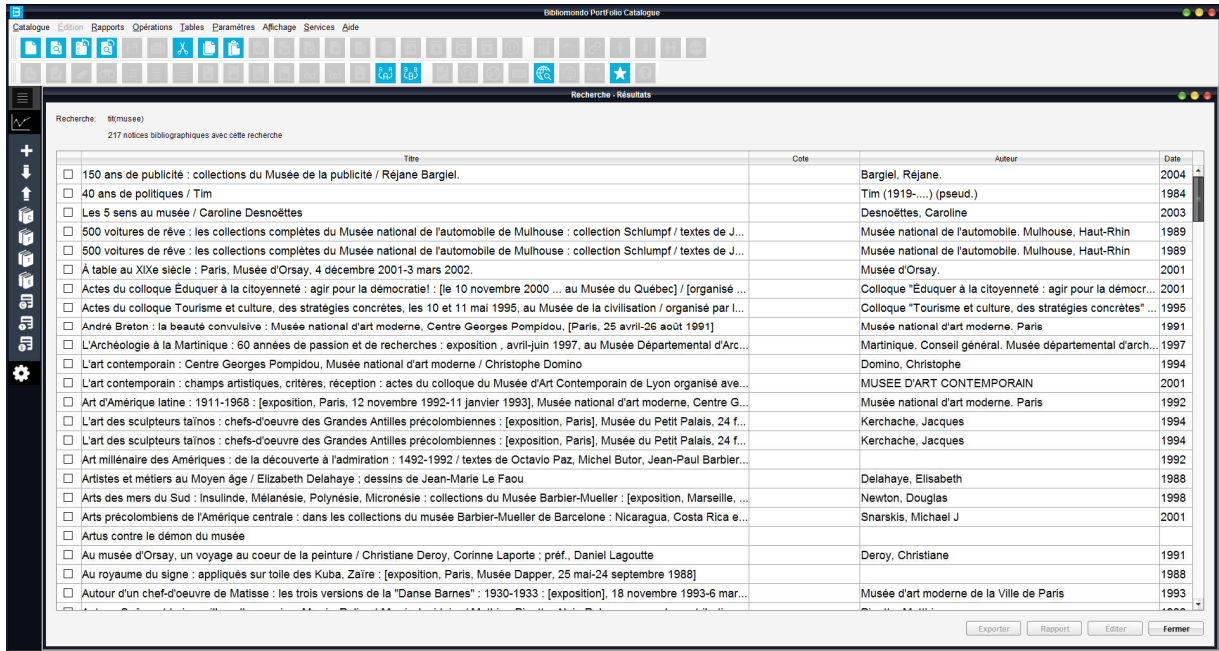 Bibliomondo PortFolio Catalogue
Catalogue Édition Rapports Opérations Tables Paramètres Affichage Services Aide
Recherche - Résultats
Recherche: tit(musee)
217 notices bibliographiques avec cette recherche
Titre Cote Auteur Date
150 ans de publicité : collections du Musée de la publicité / Réjane Bargiel. Bargiel, Réjane. 2004
40 ans de politiques / Tim Tim (1919-....) (pseud.) 1984
Les 5 sens au musée / Caroline Desnoëttes Desnoëttes, Caroline 2003
500 voitures de rêve : les collections complètes du Musée national de l'automobile de Mulhouse : collection Schlumpf / textes de J... Musée national de l'automobile. Mulhouse, Haut-Rhin 1989
500 voitures de rêve : les collections complètes du Musée national de l'automobile de Mulhouse : collection Schlumpf / textes de J... Musée national de l'automobile. Mulhouse, Haut-Rhin 1989
À table au XIXe siècle : Paris, Musée d'Orsay, 4 décembre 2001-3 mars 2002. Musée d'Orsay. 2001
Actes du colloque Éduquer à la citoyenneté : agir pour la démocratie! : [le 10 novembre 2000 ... au Musée du Québec] / [organisé ... Colloque "Éduquer à la citoyenneté : agir pour la démocr... 2001
Actes du colloque Tourisme et culture, des stratégies concrètes, les 10 et 11 mai 1995, au Musée de la civilisation / organisé par l... Colloque "Tourisme et culture, des stratégies concrètes" ... 1995
André Breton : la beauté convulsive : Musée national d'art moderne, Centre Georges Pompidou, [Paris, 25 avril-26 août 1991] Musée national d'art moderne. Paris 1991
L'Archéologie à la Martinique : 60 années de passion et de recherches : exposition , avril-juin 1997, au Musée Départemental d'Arc... Martinique. Conseil général. Musée départemental d'arch... 1997
L'art contemporain : Centre Georges Pompidou, Musée national d'art moderne / Christophe Domino Domino, Christophe 1994
L'art contemporain : champs artistiques, critères, réception : actes du colloque du Musée d'Art Contemporain de Lyon organisé ave... MUSEE D'ART CONTEMPORAIN 2001
Art d'Amérique latine : 1911-1968 : [exposition, Paris, 12 novembre 1992-11 janvier 1993], Musée national d'art moderne, Centre G... Musée national d'art moderne. Paris 1992
L'art des sculpteurs taïnos : chefs-d'oeuvre des Grandes Antilles précolombiennes : [exposition, Paris], Musée du Petit Palais, 24 f... Kerchache, Jacques 1994
L'art des sculpteurs taïnos : chefs-d'oeuvre des Grandes Antilles précolombiennes : [exposition, Paris], Musée du Petit Palais, 24 f... Kerchache, Jacques 1994
Art millénaire des Amériques : de la découverte à l'admiration : 1492-1992 / textes de Octavio Paz, Michel Butor, Jean-Paul Barbier... 1992
Artistes et métiers au Moyen âge / Elizabeth Delahaye ; dessins de Jean-Marie Le Faou Delahaye, Elisabeth 1988
Arts des mers du Sud : Insulinde, Mélanésie, Polynésie, Micronésie : collections du Musée Barbier-Mueller : [exposition, Marseille, ... Newton, Douglas 1998
Arts précolombiens de l'Amérique centrale : dans les collections du musée Barbier-Mueller de Barcelone : Nicaragua, Costa Rica e... Snarskis, Michael J 2001
Artus contre le démon du musée
Au musée d'Orsay, un voyage au coeur de la peinture / Christiane Deroy, Corinne Laporte ; préf., Daniel Lagoutte Deroy, Christiane 1991
Au royaume du signe : appliqués sur toile des Kuba, Zaïre : [exposition, Paris, Musée Dapper, 25 mai-24 septembre 1988] 1988
Autour d'un chef-d'oeuvre de Matisse : les trois versions de la "Danse Barnes" : 1930-1933 : [exposition], 18 novembre 1993-6 mar... Musée d'art moderne de la Ville de Paris 1993
Exporter Rapport Éditer Fermer